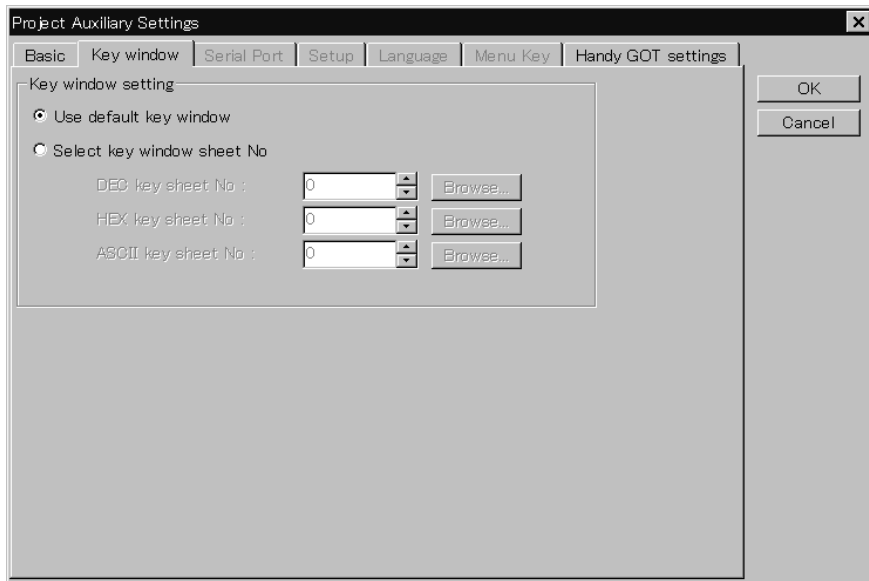 Project Auxiliary Settings
Basic Key window Serial Port Setup Language Menu Key Handy GOT settings
Key window setting
OK
Use default key window
Cancel
Select key window sheet No
DEC key sheet No : 0 Browse...
HEX key sheet No : 0 Browse...
ASCII key sheet No : 0 Browse...